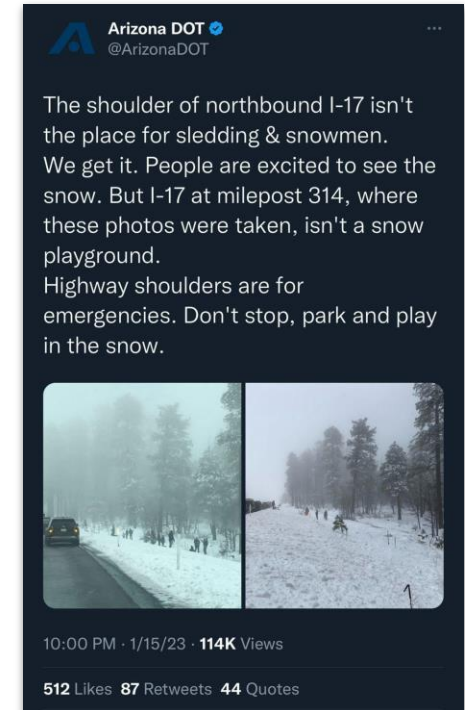 Arizona DOT
@ArizonaDOT
The shoulder of northbound I-17 isn't
the place for sledding & snowmen.
We get it. People are excited to see the
snow. But I-17 at milepost 314, where
these photos were taken, isn't a snow
playground.
Highway shoulders are for
emergencies. Don't stop, park and play
in the snow.
10:00 PM · 1/15/23 · 114K Views
512 Likes 87 Retweets 44 Quotes